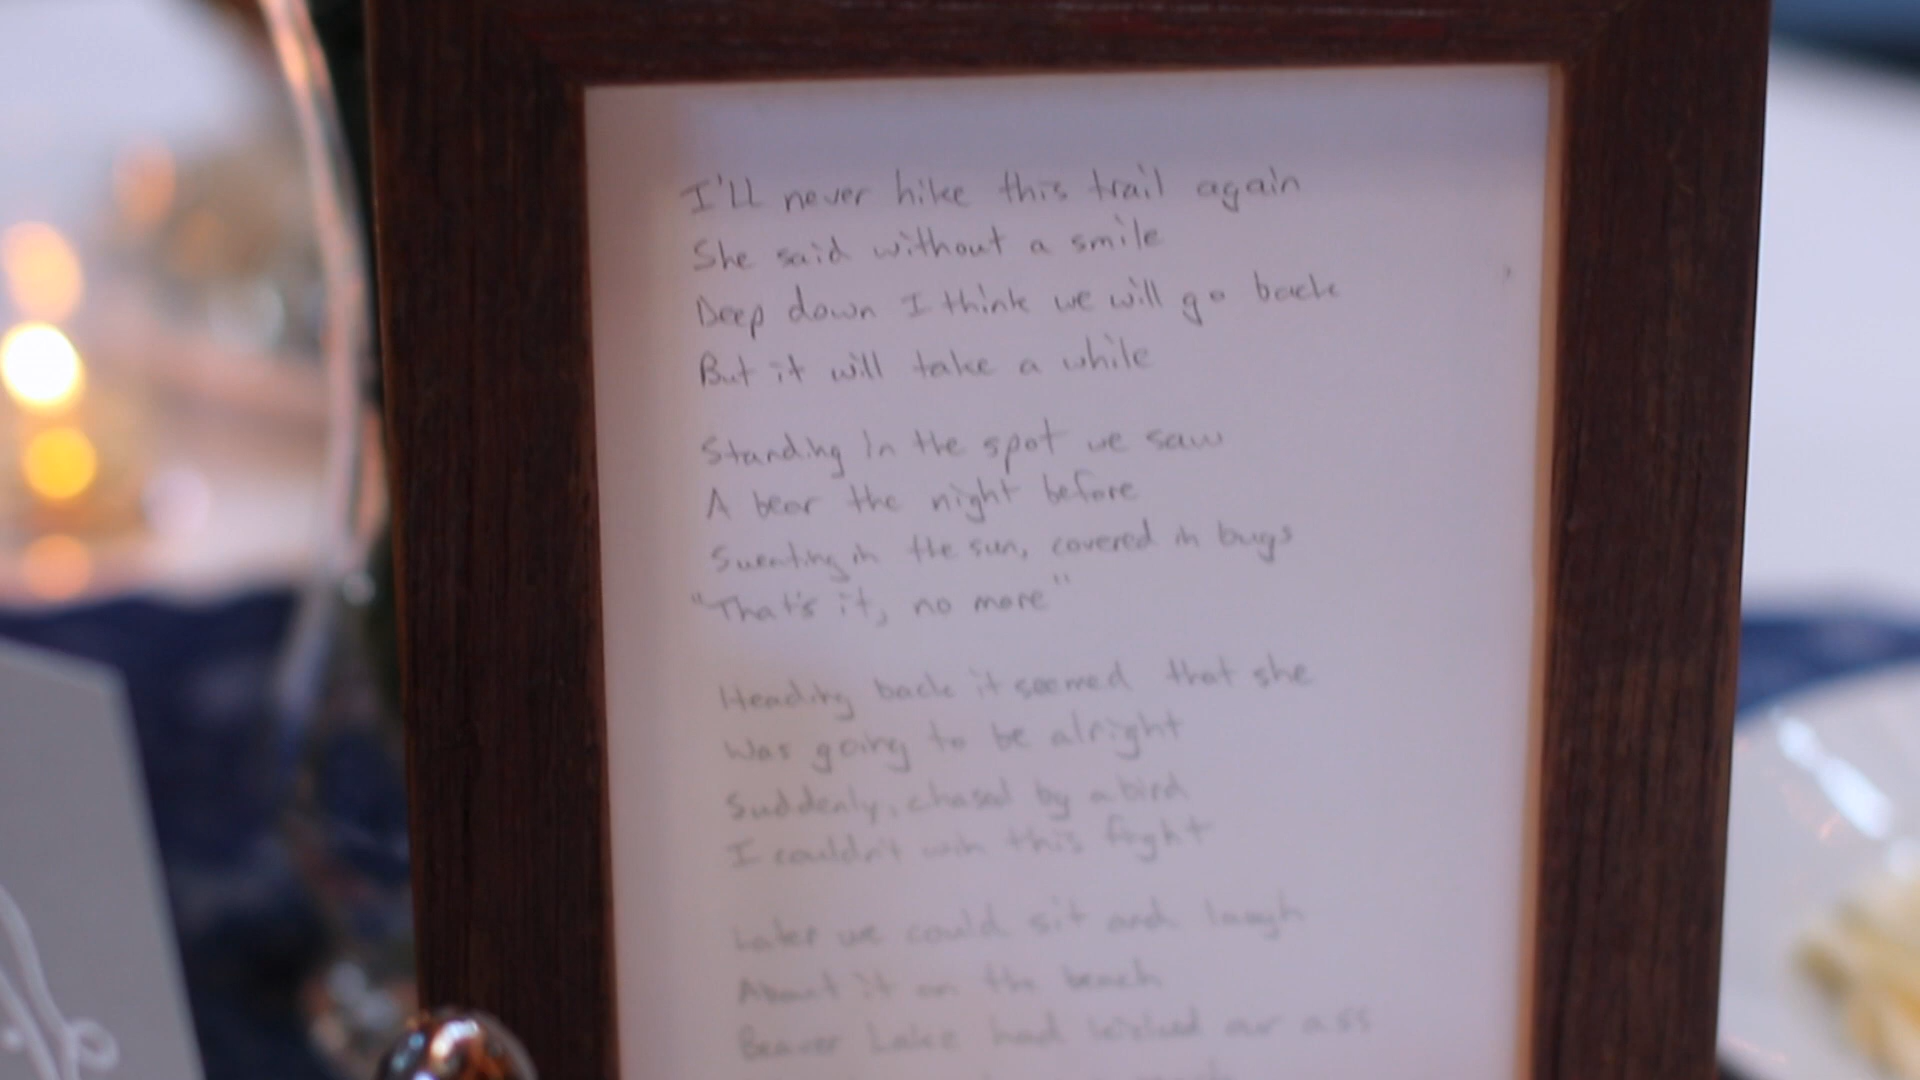 I'll never hike this trail again
She said without a smile
Deep down I think we will go back
But it will take a while
Standing in the spot we saw
A bear the night before
Sweating in the sun, covered in bugs
"That's it, no more"
Heading back it seemed that she
Was going to be alright
Suddenly, chased by a bird
I couldn't win this fight
Later we could sit and laugh
About it on the beach
Beaver Lake had kicked our ass